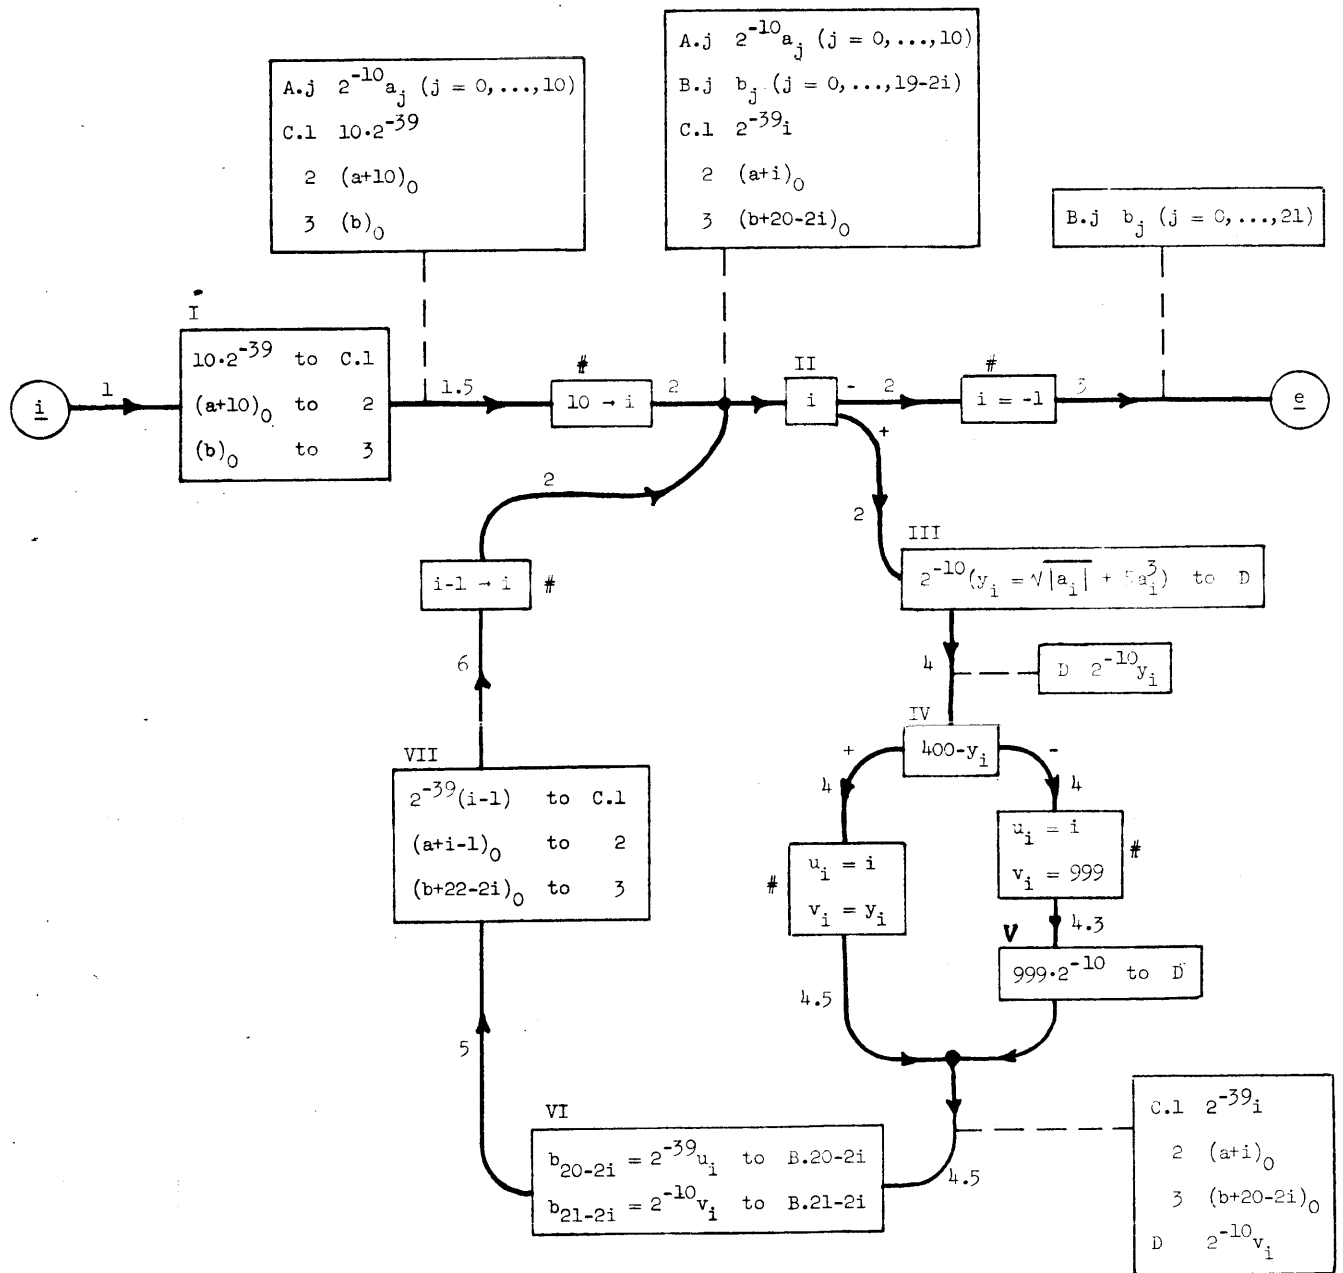 A.j 2^-10 a_j (j = 0,...,10)
C.1 10·2^-39
2 (a+10)_0
3 (b)_0
A.j 2^-10 a_j (j = 0,...,10)
B.j b_j (j = 0,...,19-2i)
C.1 2^-39 i
2 (a+i)_0
3 (b+20-2i)_0
B.j b_j (j = 0,...,21)
i
1
I
10·2^-39 to C.1
(a+10)_0 to 2
(b)_0 to 3
1.5
#
10 → i
2
II
i
-
2
#
i = -1
3
e
+
2
2
i-1 → i #
III
2^-10(y_i = √|a_i| + 5a_i^3) to D
4
D 2^-10 y_i
6
IV
400-y_i
+
-
4
4
VII
2^-39(i-1) to C.1
(a+i-1)_0 to 2
(b+22-2i)_0 to 3
#
u_i = i
v_i = y_i
u_i = i
v_i = 999
#
4.3
V
999·2^-10 to D
4.5
5
VI
b_20-2i = 2^-39 u_i to B.20-2i
b_21-2i = 2^-10 v_i to B.21-2i
4.5
C.1 2^-39 i
2 (a+i)_0
3 (b+20-2i)_0
D 2^-10 v_i